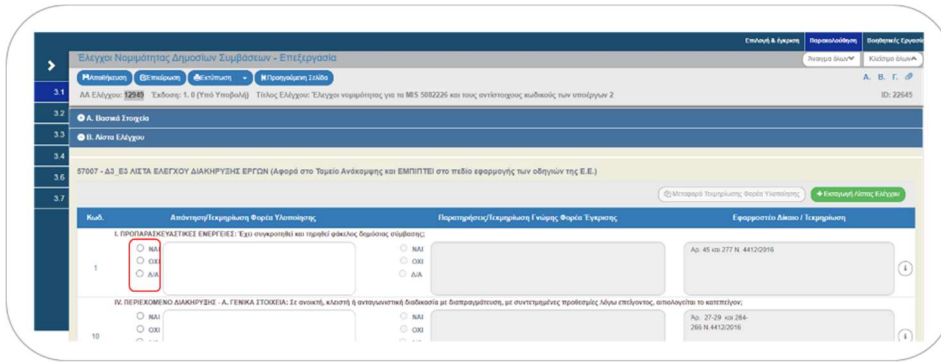 Επιλογή & έγκριση Παρακολούθηση Βοηθητικές Εργασίε
Έλεγχοι Νομιμότητας Δημοσίων Συμβάσεων - Επεξεργασία
Άνοιγμα όλων Κλείσιμο όλων
Αποθήκευση Επικύρωση Εκτύπωση Προηγούμενη Σελίδα
Α. Β. Γ.
ΑΑ Ελέγχου: 12949 Έκδοση: 1. 0 (Υπό Υποβολή) Τίτλος Ελέγχου: Έλεγχοι νομιμότητας για το MIS 5082226 και τους αντίστοιχους κωδικούς των υποέργων 2 ID: 22645
3.1
3.2 Α. Βασικά Στοιχεία
3.3 Β. Λίστα Ελέγχου
3.4
3.6 57007 - Δ3_Ε3 ΛΙΣΤΑ ΕΛΕΓΧΟΥ ΔΙΑΚΗΡΥΞΗΣ ΕΡΓΩΝ (Αφορά στο Ταμείο Ανάκαμψης και ΕΜΠΙΠΤΕΙ στο πεδίο εφαρμογής των οδηγιών της Ε.Ε.)
3.7
Μεταφορά Τεκμηρίωσης Φορέα Υλοποίησης Εισαγωγή Λίστας Ελέγχου
Κωδ. Απάντηση/Τεκμηρίωση Φορέα Υλοποίησης Παρατηρήσεις/Τεκμηρίωση Γνώμης Φορέα Έγκρισης Εφαρμοστέο Δίκαιο / Τεκμηρίωση
I. ΠΡΟΠΑΡΑΣΚΕΥΑΣΤΙΚΕΣ ΕΝΕΡΓΕΙΕΣ: Έχει συγκροτηθεί και τηρηθεί φάκελος δημόσιας σύμβασης;
ΝΑΙ ΝΑΙ Αρ. 45 και 277 Ν. 4412/2016
ΟΧΙ ΟΧΙ
1 Δ/Α Δ/Α
IV. ΠΕΡΙΕΧΟΜΕΝΟ ΔΙΑΚΗΡΥΞΗΣ - Α. ΓΕΝΙΚΑ ΣΤΟΙΧΕΙΑ: Σε ανοικτή, κλειστή ή ανταγωνιστική διαδικασία με διαπραγμάτευση, με συντετμημένες προθεσμίες λόγω επείγοντος, αιτιολογείται το κατεπείγον;
ΝΑΙ ΝΑΙ Άρ. 27-29 και 264-
ΟΧΙ ΟΧΙ 266 Ν 4412/2016
10